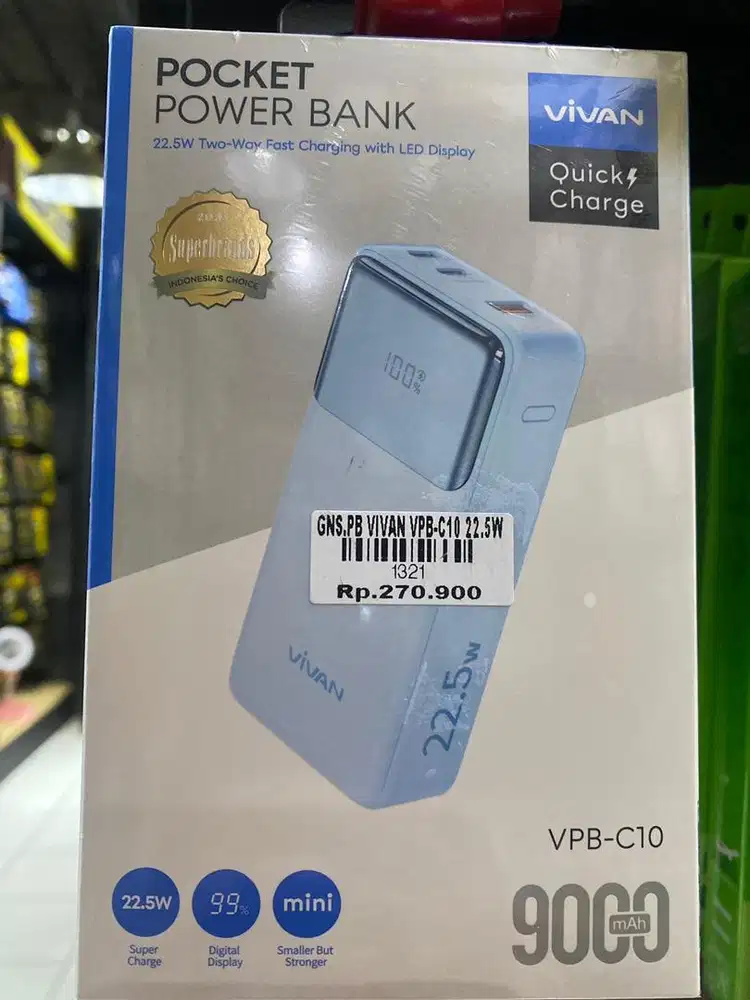 POCKET
POWER BANK
22.5W Two-Way Fast Charging with LED Display
ViVAN
Quick
Charge
Superbrands
INDONESIA'S CHOICE
100%
GNS.PB VIVAN VPB-C10 22.5W
1321
Rp.270.900
ViVAN
22.5W
VPB-C10
9000
mAh
22.5W
Super
Charge
99%
Digital
Display
mini
Smaller But
Stronger